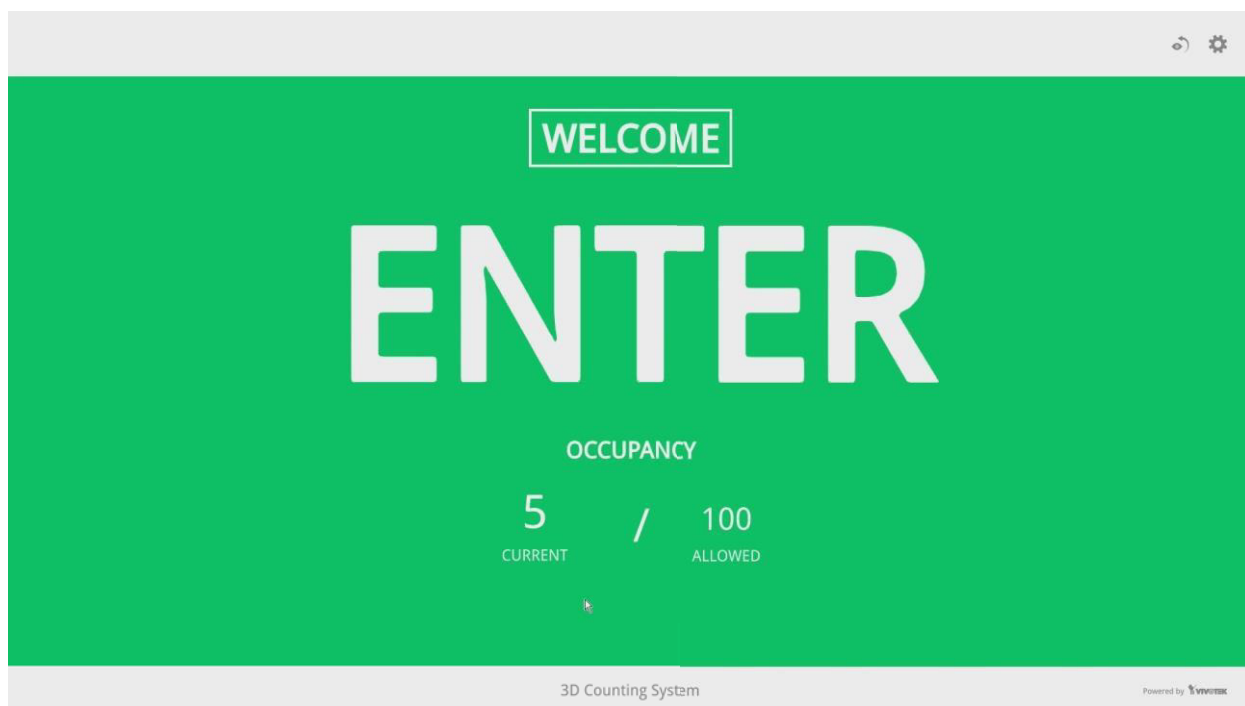 WELCOME
ENTER
OCCUPANCY
5 / 100
CURRENT ALLOWED
3D Counting System
Powered by VIVOTEK